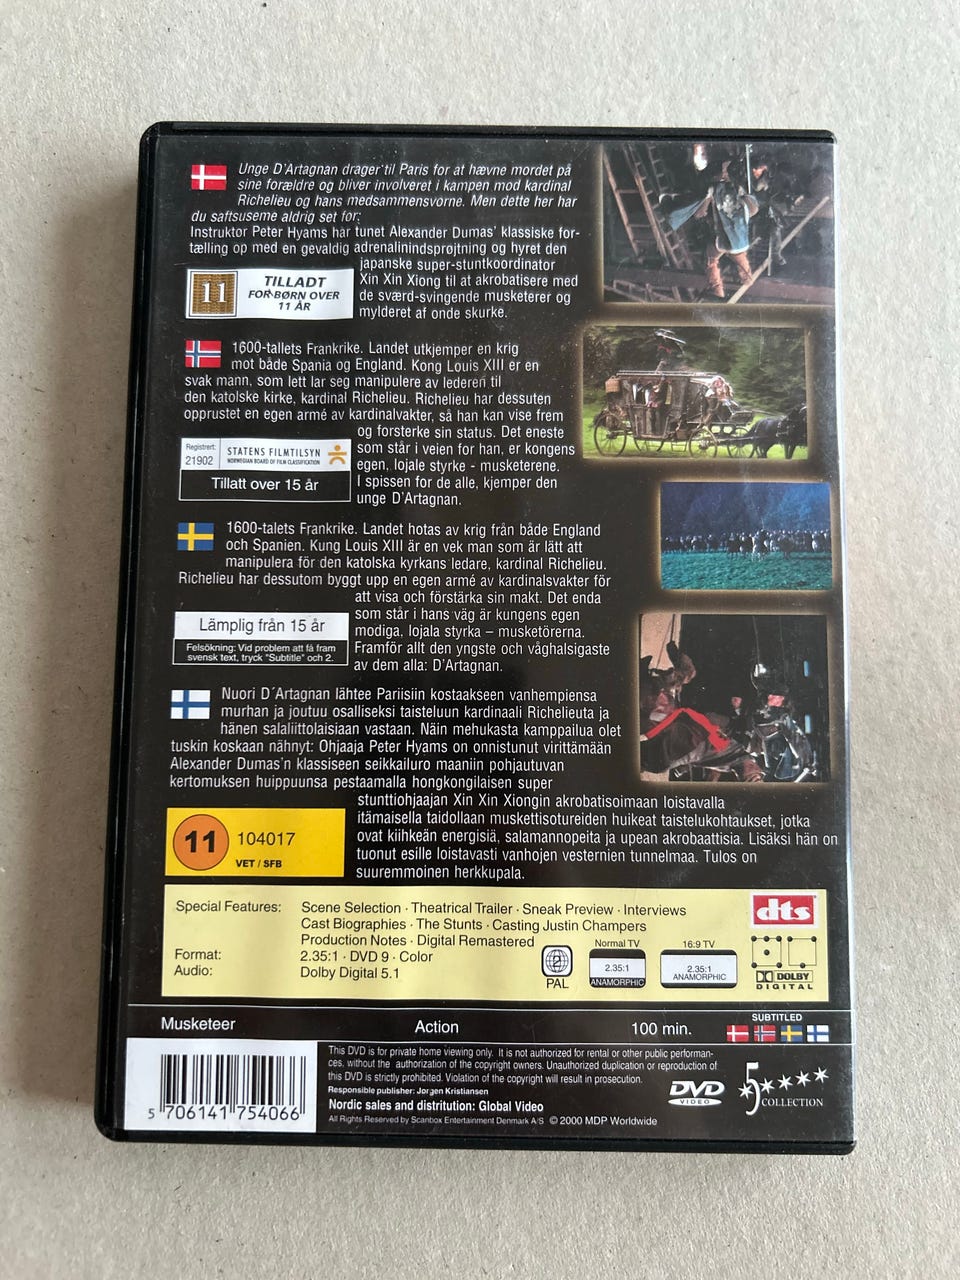 Unge D'Artagnan drager til Paris for at hævne mordet på
sine forældre og bliver involveret i kampen mod kardinal
Richelieu og hans medsammensvorne. Men dette her har
du saftsuseme aldrig set før:
Instruktor Peter Hyams har tunet Alexander Dumas' klassiske for-
tælling op med en gevaldig adrenalinindsprøjtning og hyret den
japanske super-stuntkoordinator
Xin Xin Xiong til at akrobatisere med
de sværd-svingende musketerer og
mylderet af onde skurke.
11
TILLADT
FOR BØRN OVER
11 ÅR
1600-tallets Frankrike. Landet utkjemper en krig
mot både Spania og England. Kong Louis XIII er en
svak mann, som lett lar seg manipulere av lederen til
den katolske kirke, kardinal Richelieu. Richelieu har dessuten
opprustet en egen armé av kardinalvakter, så han kan vise frem
og forsterke sin status. Det eneste
som står i veien for han, er kongens
egen, lojale styrke - musketerene.
I spissen for de alle, kjemper den
unge D'Artagnan.
Registrert:
21902
STATENS FILMTILSYN
NORWEGIAN BOARD OF FILM CLASSIFICATION
Tillatt over 15 år
1600-talets Frankrike. Landet hotas av krig från både England
och Spanien. Kung Louis XIII är en vek man som är lätt att
manipulera för den katolska kyrkans ledare, kardinal Richelieu.
Richelieu har dessutom byggt upp en egen armé av kardinalsvakter för
att visa och förstärka sin makt. Det enda
som står i hans väg är kungens egen
modiga, lojala styrka – musketörerna.
Framför allt den yngste och våghalsigaste
av dem alla: D'Artagnan.
Lämplig från 15 år
Felsökning: Vid problem att få fram
svensk text, tryck "Subtitle" och 2.
Nuori D´Artagnan lähtee Pariisiin kostaakseen vanhempiensa
murhan ja joutuu osalliseksi taisteluun kardinaali Richelieuta ja
hänen salaliittolaisiaan vastaan. Näin mehukasta kamppailua olet
tuskin koskaan nähnyt: Ohjaaja Peter Hyams on onnistunut virittämään
Alexander Dumas'n klassiseen seikkailuro maaniin pohjautuvan
kertomuksen huippuunsa pestaamalla hongkongilaisen super
stunttiohjaajan Xin Xin Xiongin akrobatisoimaan loistavalla
itämaisella taidollaan muskettisotureiden huikeat taistelukohtaukset, jotka
ovat kiihkeän energisiä, salamannopeita ja upean akrobaattisia. Lisäksi hän on
tuonut esille loistavasti vanhojen vesternien tunnelmaa. Tulos on
suuremmoinen herkkupala.
11
104017
VET / SFB
Special Features: Scene Selection · Theatrical Trailer · Sneak Preview · Interviews
Cast Biographies · The Stunts · Casting Justin Champers
Production Notes · Digital Remastered
Format: 2.35:1 · DVD 9 · Color
Audio: Dolby Digital 5.1
dts
2
PAL
Normal TV
2.35:1
ANAMORPHIC
16:9 TV
2.35:1
ANAMORPHIC
DOLBY
DIGITAL
Musketeer
Action
100 min.
SUBTITLED
5 706141 754066
This DVD is for private home viewing only. It is not authorized for rental or other public performan-
ces, without the authorization of the copyright owners. Unauthorized duplication or reproduction of
this DVD is strictly prohibited. Violation of the copyright will result in prosecution.
Responsible publisher: Jorgen Kristiansen
Nordic sales and distritution: Global Video
All Rights Reserved by Scanbox Entertainment Denmark A/S © 2000 MDP Worldwide
DVD
VIDEO
5
COLLECTION